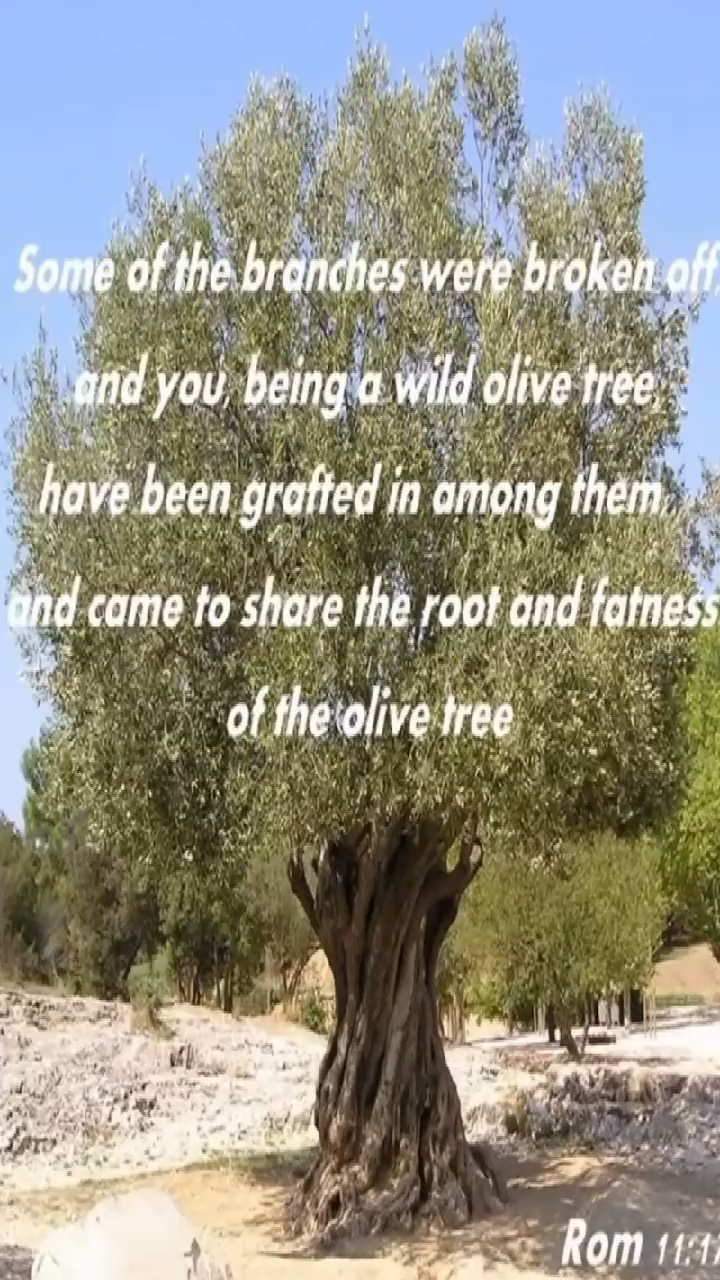 Some of the branches were broken off,
and you, being a wild olive tree,
have been grafted in among them,
and came to share the root and fatness
of the olive tree
Rom 11:17